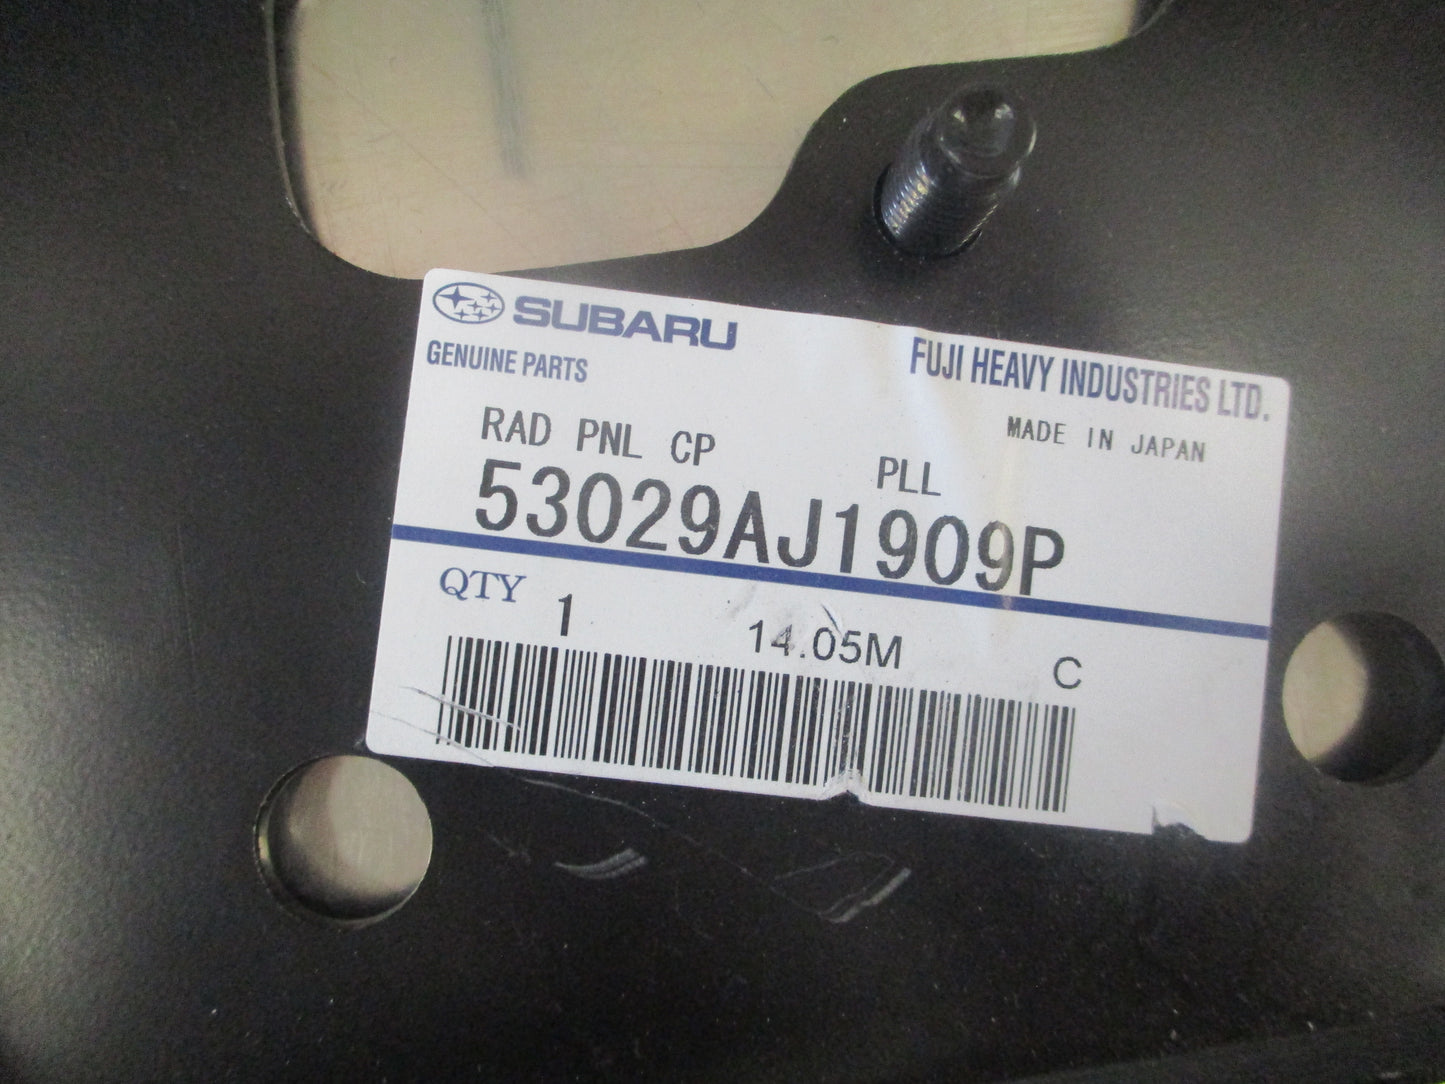 SUBARU
GENUINE PARTS
FUJI HEAVY INDUSTRIES LTD.
MADE IN JAPAN
RAD PNL CP
PLL
53029AJ1909P
QTY 1
14.05M
C